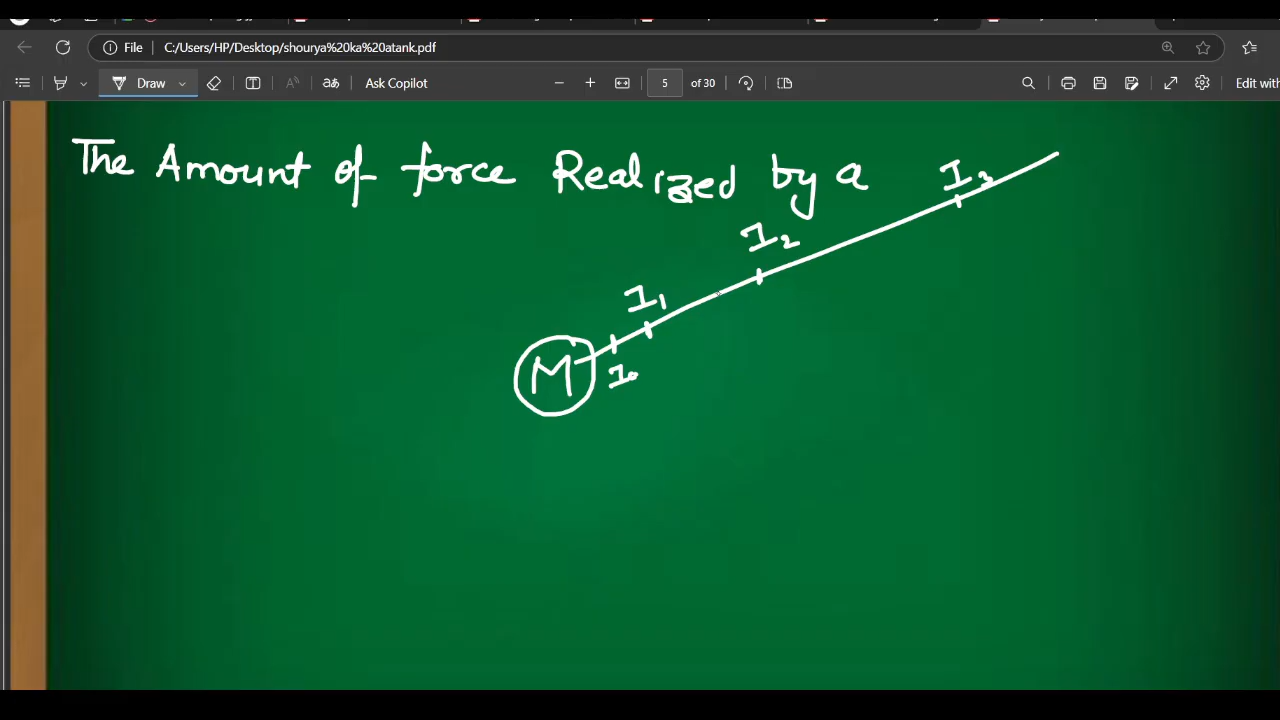 File C:/Users/HP/Desktop/shourya%20ka%20atank.pdf
Draw Ask Copilot 5 of 30 Edit with
The Amount of force Realized by a
I3
I2
I1
M
I0